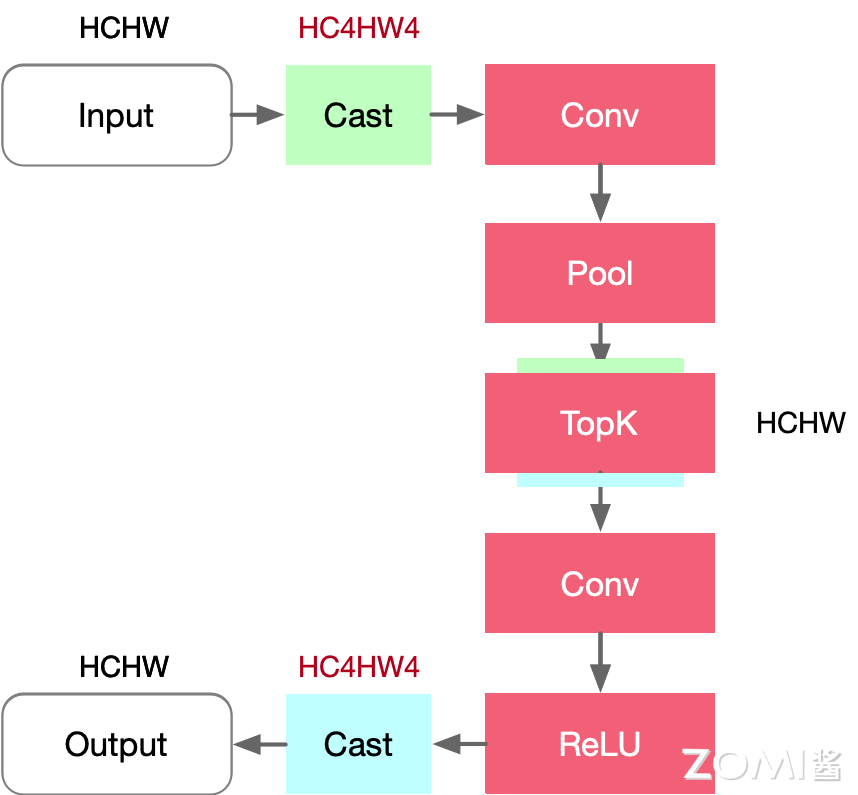 HCHW
HC4HW4
Input
Cast
Conv
Pool
TopK
HCHW
Conv
HCHW
HC4HW4
Output
Cast
ReLU
ZOMI酱